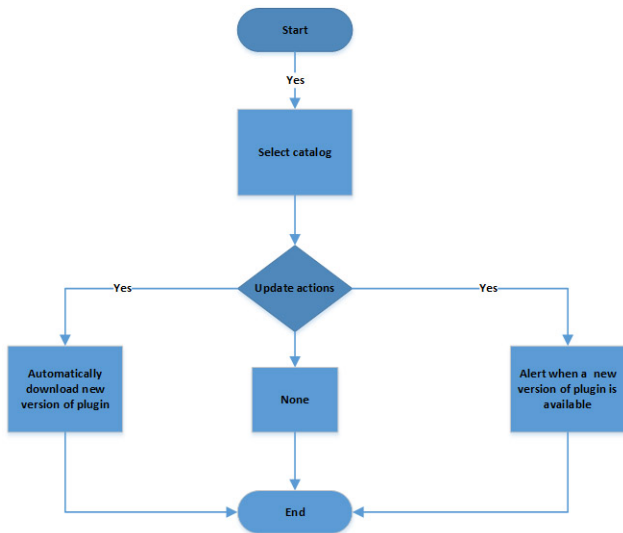 Start
Yes
Select catalog
Update actions
Yes
Yes
Automatically
download new
version of plugin
None
Alert when a new
version of plugin is
available
End